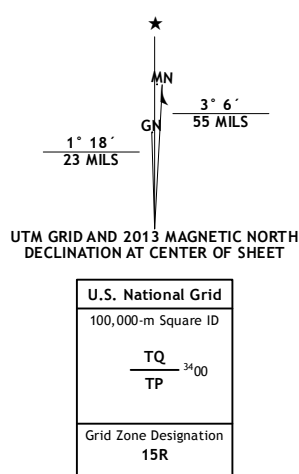 ★
MN
3° 6´
55 MILS
GN
1° 18´
23 MILS
UTM GRID AND 2013 MAGNETIC NORTH
DECLINATION AT CENTER OF SHEET
U.S. National Grid
100,000-m Square ID
TQ
3400
TP
Grid Zone Designation
15R